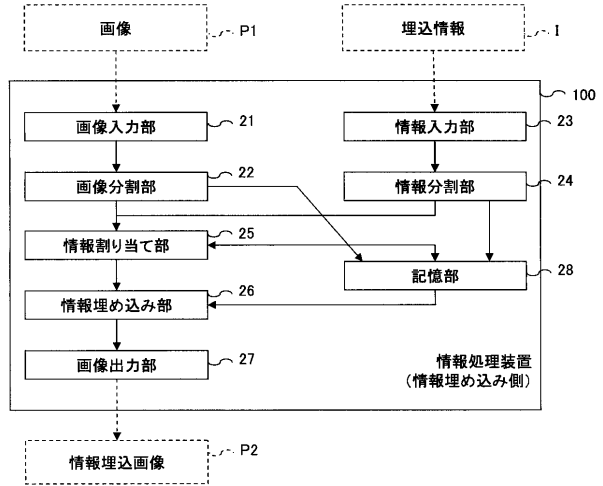 画像
P1
埋込情報
I
100
画像入力部
21
情報入力部
23
画像分割部
22
情報分割部
24
情報割り当て部
25
記憶部
28
情報埋め込み部
26
画像出力部
27
情報処理装置
(情報埋め込み側)
情報埋込画像
P2